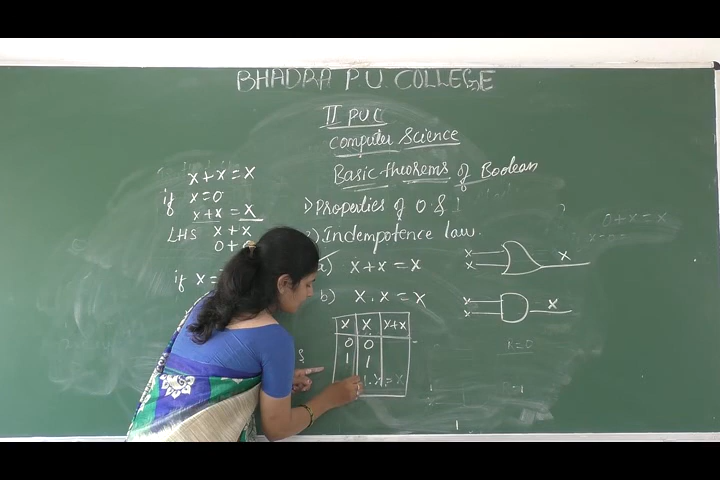 BHADRA P.U. COLLEGE
II PUC
Computer Science
Basic theorems of Boolean
1) Properties of 0 & 1
2) Indempotence law.
a) x + x = x
b) x . x = x
x + x = x
if x = 0
x + x = x
LHS x + x
0 +
if x =
x x x+x
0 0
1 1
x
x
x
x
x
x
0 + x = x